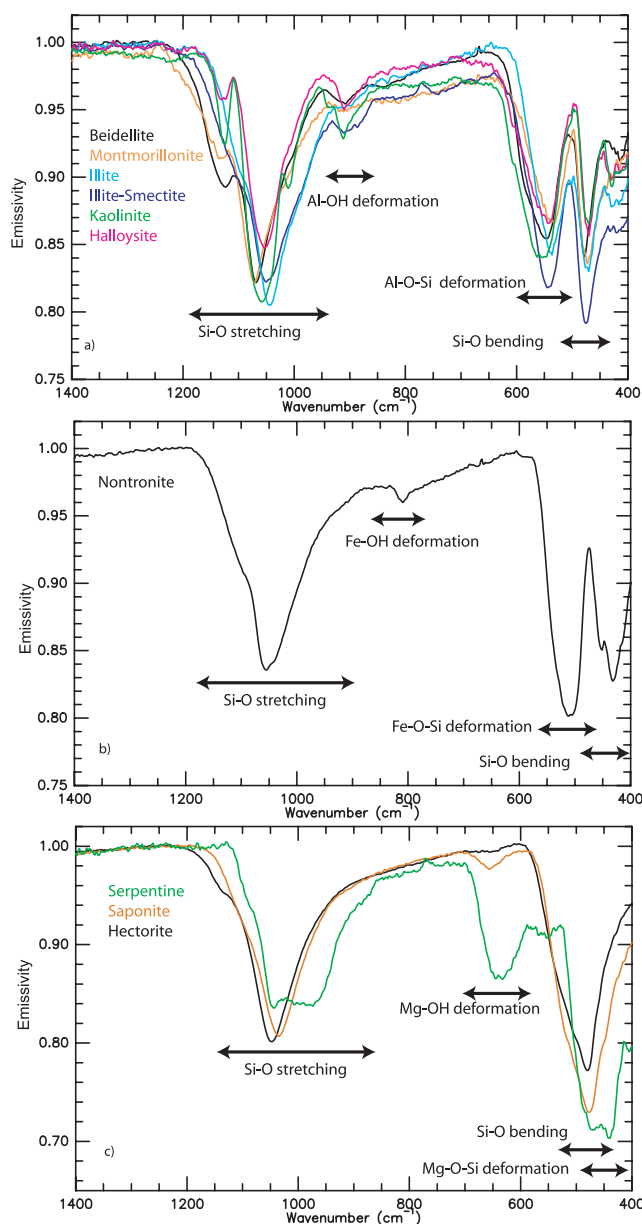 1.00
0.95
0.90
0.85
0.80
0.75
Emissivity
Beidellite
Montmorillonite
Illite
Illite-Smectite
Kaolinite
Halloysite
Al-OH deformation
Al-O-Si deformation
Si-O stretching
Si-O bending
a)
1400 1200 1000 800 600 400
Wavenumber (cm⁻¹)
1.00
0.95
0.90
0.85
0.80
0.75
Emissivity
Nontronite
Fe-OH deformation
Si-O stretching
Fe-O-Si deformation
Si-O bending
b)
1400 1200 1000 800 600 400
Wavenumber (cm⁻¹)
1.00
0.90
0.80
0.70
Emissivity
Serpentine
Saponite
Hectorite
Mg-OH deformation
Si-O stretching
Si-O bending
Mg-O-Si deformation
c)
1400 1200 1000 800 600 400
Wavenumber (cm⁻¹)